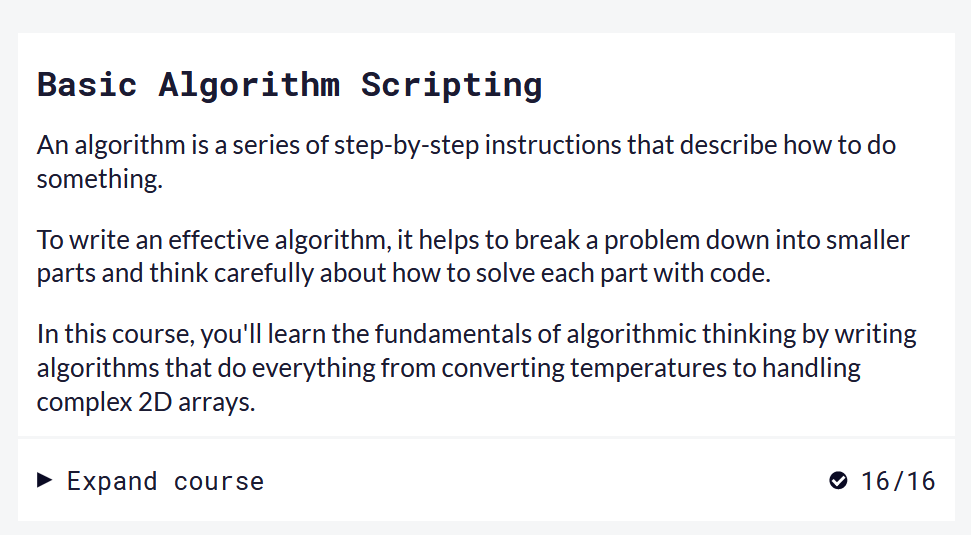 Basic Algorithm Scripting
An algorithm is a series of step-by-step instructions that describe how to do
something.
To write an effective algorithm, it helps to break a problem down into smaller
parts and think carefully about how to solve each part with code.
In this course, you'll learn the fundamentals of algorithmic thinking by writing
algorithms that do everything from converting temperatures to handling
complex 2D arrays.
Expand course 16/16